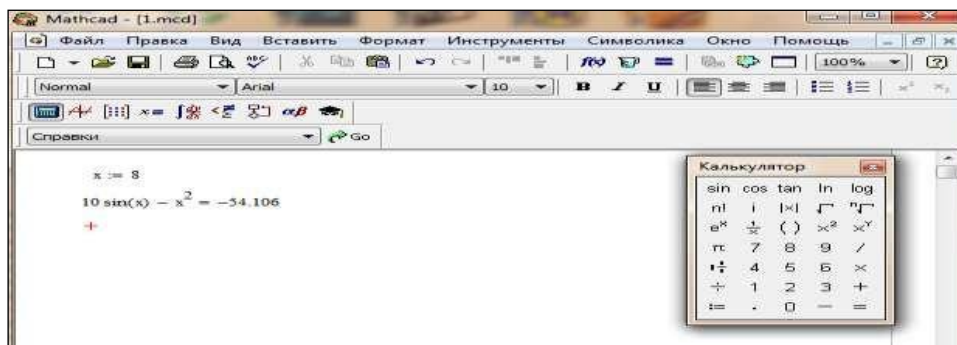 Mathcad - [1.mcd]
Файл Правка Вид Вставить Формат Инструменты Символика Окно Помощь
100%
Normal Arial 10 B I U
αβ
Справки Go
x := 8
10 sin(x) − x² = −54.106
Калькулятор
sin cos tan ln log
n! i |×| √ ⁿ√
eˣ 1/x ( ) ×² ×ʸ
π 7 8 9 /
4 5 6 ×
÷ 1 2 3 +
:= . 0 − =